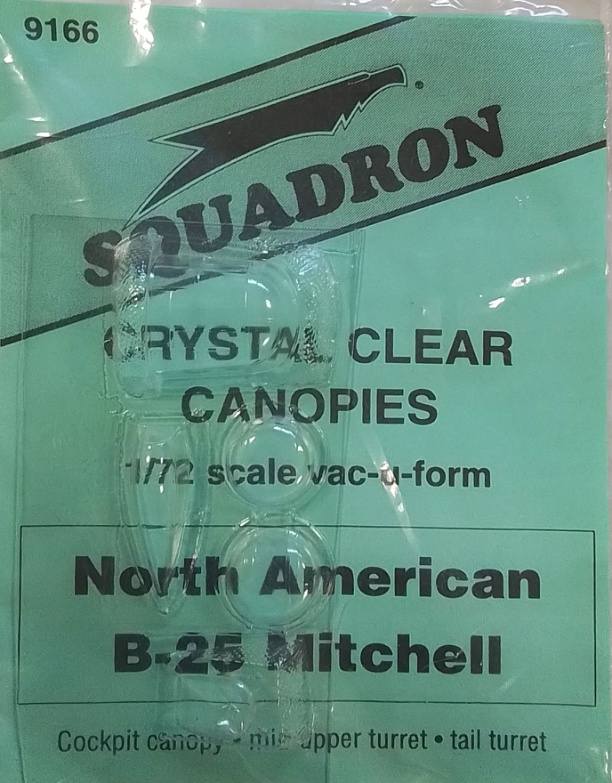 9166
SQUADRON
CRYSTAL CLEAR
CANOPIES
1/72 scale vac-u-form
North American
B-25 Mitchell
Cockpit canopy • mid upper turret • tail turret